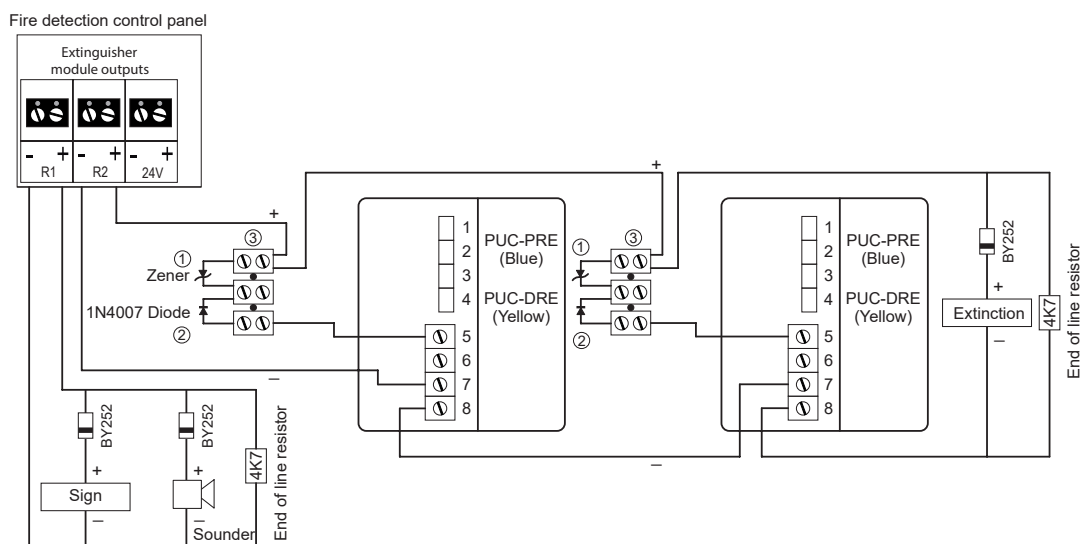 Fire detection control panel
Extinguisher
module outputs
- + - + - +
R1 R2 24V
+
+
③
①
Zener
1N4007 Diode
②
1
2
3
4
5
6
7
8
PUC-PRE
(Blue)
PUC-DRE
(Yellow)
①
③
②
1
2
3
4
5
6
7
8
PUC-PRE
(Blue)
PUC-DRE
(Yellow)
BY252
+
Extinction
–
4K7
End of line resistor
–
–
BY252
+
Sign
–
BY252
+
–
Sounder
4K7
End of line resistor